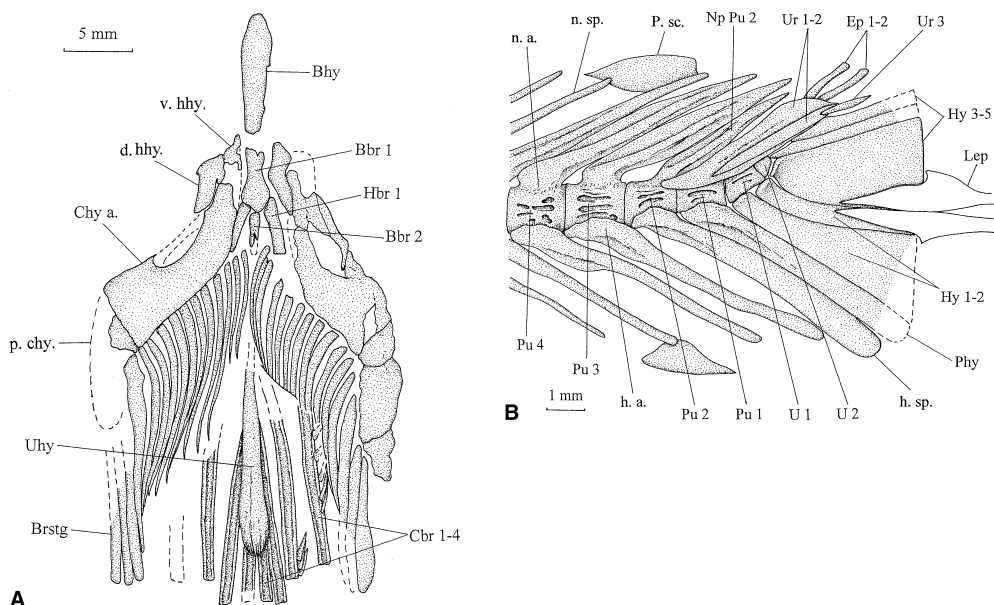 5 mm
Bhy
v. hhy.
d. hhy.
Bbr 1
Hbr 1
Chy a.
Bbr 2
p. chy.
Uhy
Brstg
Cbr 1-4
A
n. a.
n. sp.
P. sc.
Np Pu 2
Ur 1-2
Ep 1-2
Ur 3
Hy 3-5
Lep
Hy 1-2
Phy
h. sp.
Pu 4
Pu 3
h. a.
Pu 2
Pu 1
U 1
U 2
1 mm
B